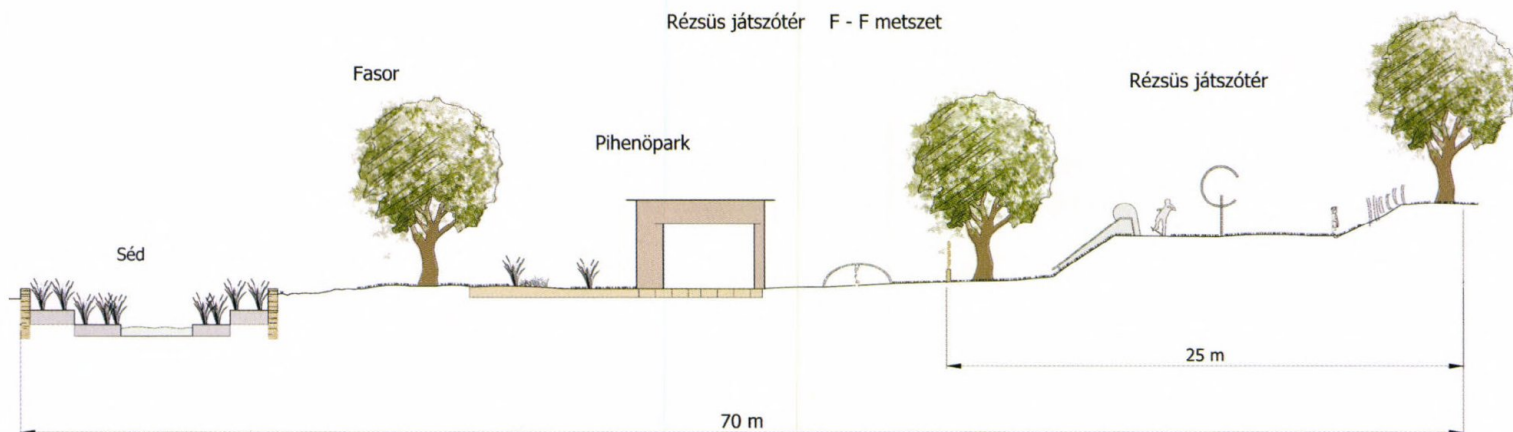 Rézsüs játszótér F - F metszet
Fasor
Rézsüs játszótér
Pihenöpark
Séd
25 m
70 m